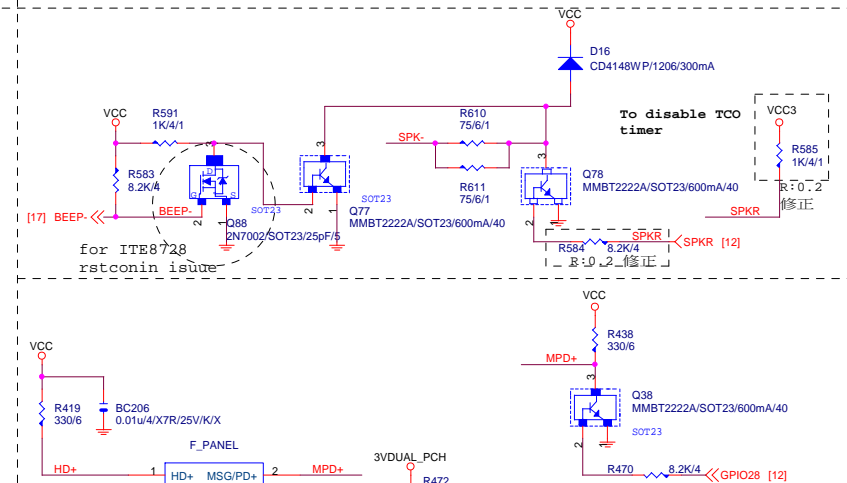 VCC
D16
CD4148WP/1206/300mA
VCC
R591
1K/4/1
R610
75/6/1
To disable TCO
timer
VCC3
R583
8.2K/4
3
D
G
S
3
SPK-
3
R585
1K/4/1
R611
75/6/1
Q78
MMBT2222A/SOT23/600mA/40
R:0.2
修正
[17] BEEP-
BEEP-
2
1
SOT23
Q88
2N7002/SOT23/25pF/5
2
1
SOT23
Q77
MMBT2222A/SOT23/600mA/40
2
1
SPKR
for ITE8728
rstconin isuue
R584
8.2K/4
SPKR
SPKR [12]
R:0.2 修正
VCC
R438
330/6
VCC
MPD+
3
R419
330/6
BC206
0.01u/4/X7R/25V/K/X
Q38
MMBT2222A/SOT23/600mA/40
SOT23
F_PANEL
2
1
3VDUAL_PCH
HD+
1
HD+
MSG/PD+
2
MPD+
R472
R470
8.2K/4
GPIO28 [12]